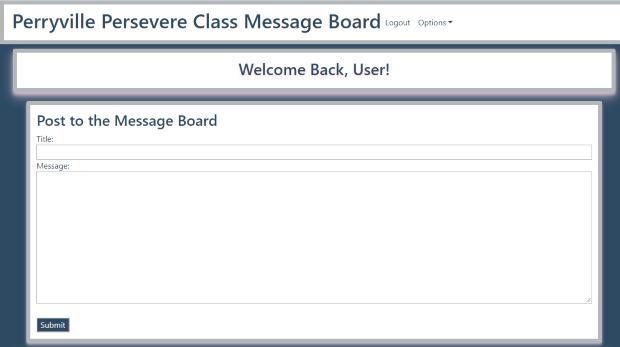 Perryville Persevere Class Message Board Logout Options
Welcome Back, User!
Post to the Message Board
Title:
Message:
Submit